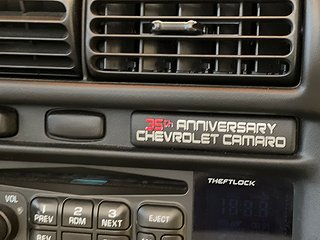 35th ANNIVERSARY
CHEVROLET CAMARO
THEFTLOCK
VOL
1 PREV
2 RDM
3 NEXT
EJECT